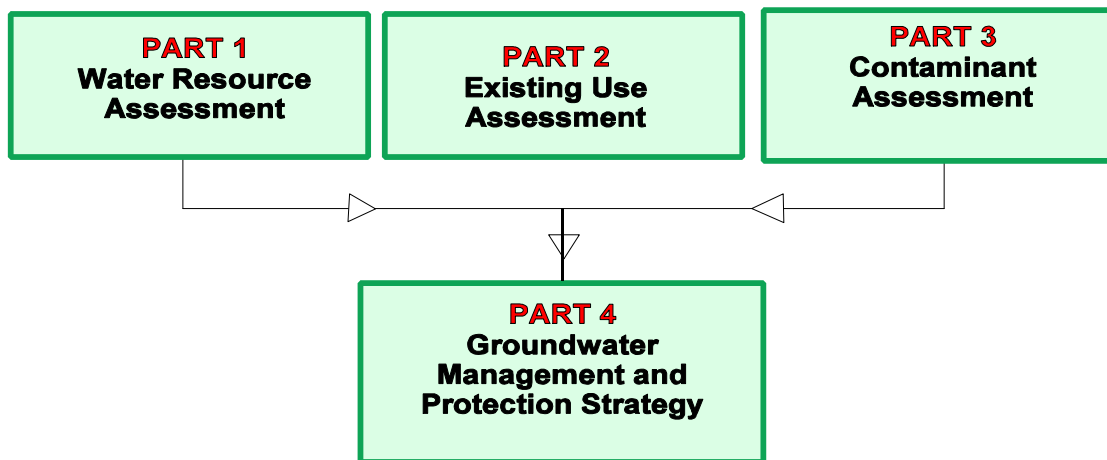 PART 1
Water Resource
Assessment
PART 2
Existing Use
Assessment
PART 3
Contaminant
Assessment
PART 4
Groundwater
Management and
Protection Strategy